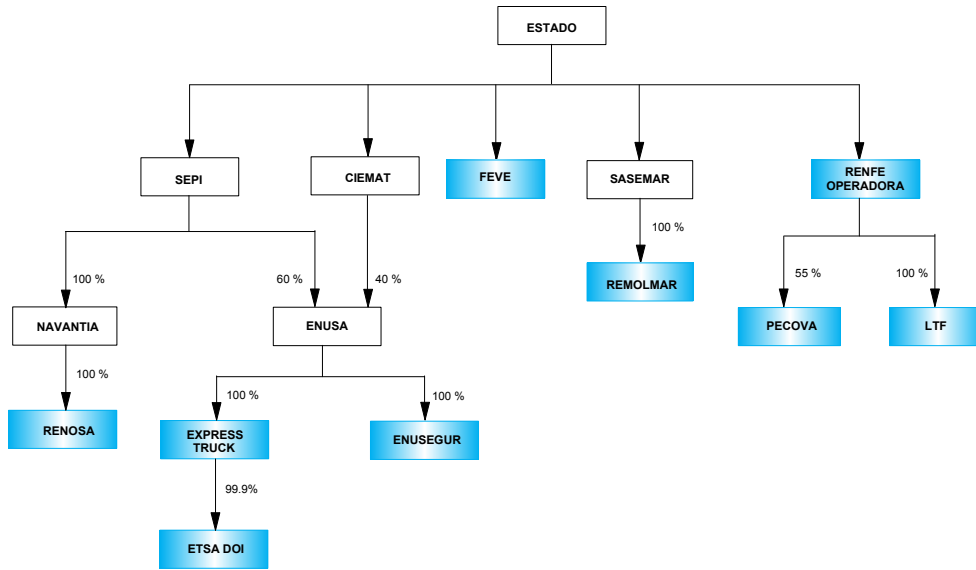 ESTADO
SEPI
CIEMAT
FEVE
SASEMAR
RENFE
OPERADORA
100 %
60 %
40 %
100 %
55 %
100 %
NAVANTIA
ENUSA
REMOLMAR
PECOVA
LTF
100 %
100 %
100 %
RENOSA
EXPRESS
TRUCK
ENUSEGUR
99.9%
ETSA DOI